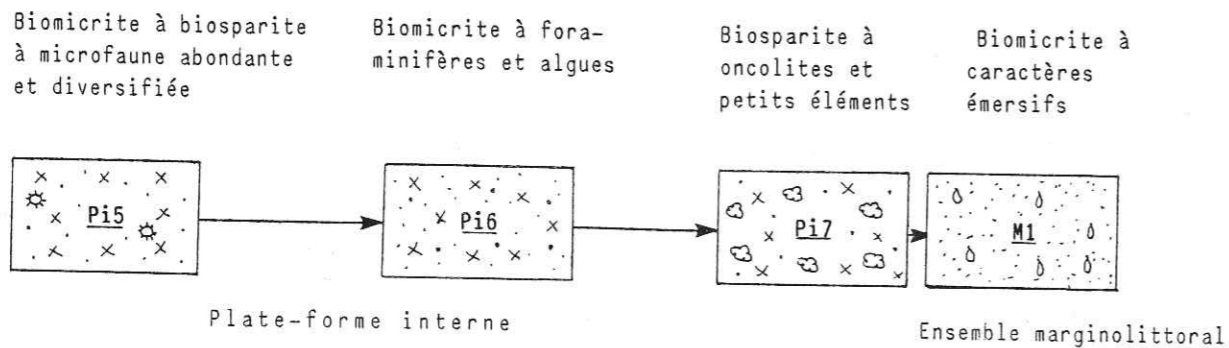 Biomicrite à biosparite
à microfaune abondante
et diversifiée
Biomicrite à fora-
minifères et algues
Biosparite à
oncolites et
petits éléments
Biomicrite à
caractères
émersifs
Pi5
Pi6
Pi7
M1
Plate-forme interne
Ensemble marginolittoral